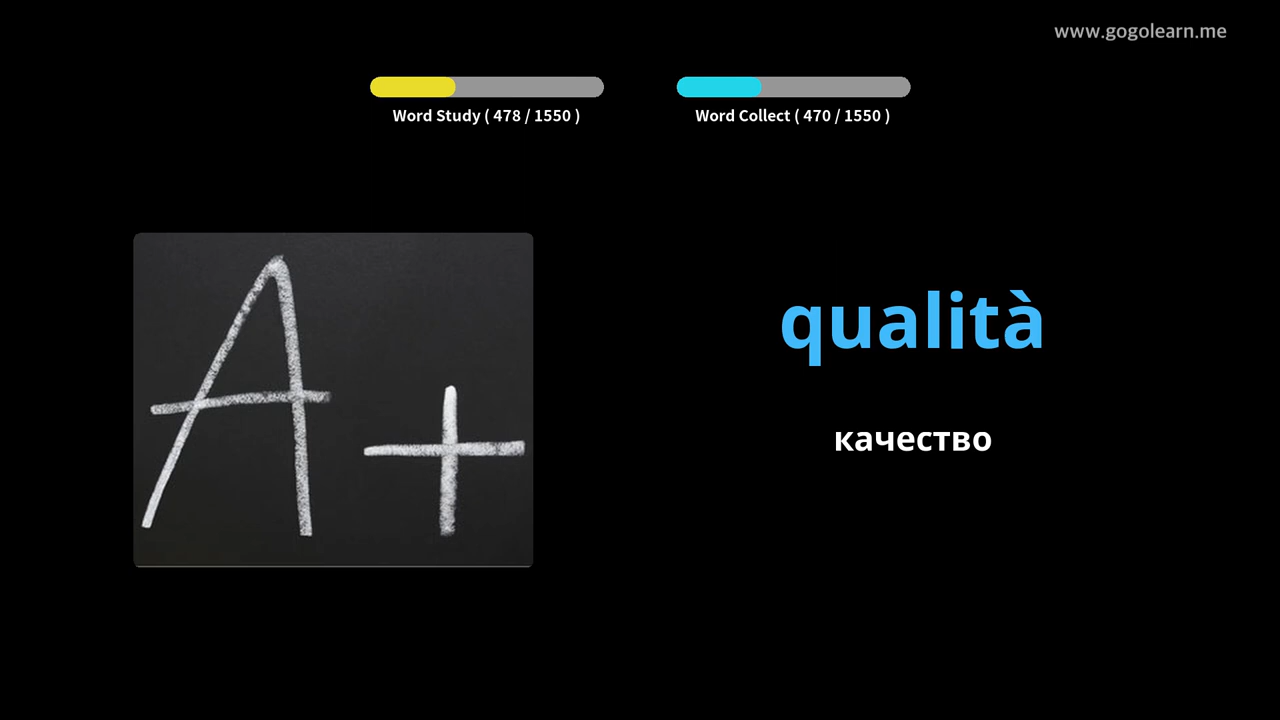 www.gogolearn.me
Word Study ( 478 / 1550 )
Word Collect ( 470 / 1550 )
A+
qualità
качество